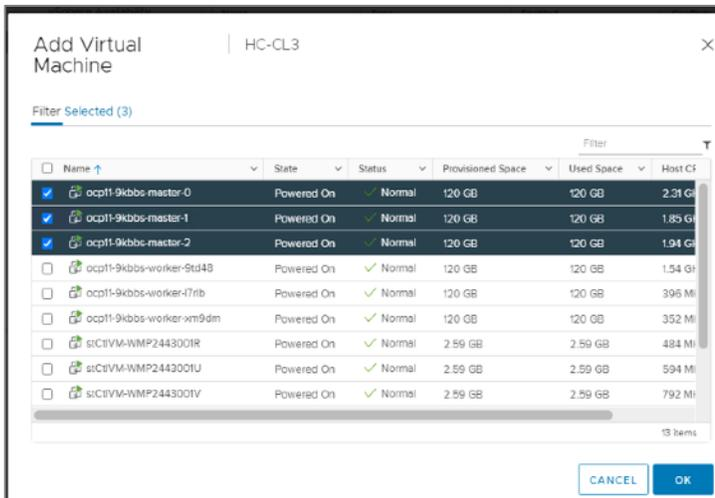 Add Virtual Machine
HC-CL3
Filter Selected (3)
Filter
Name State Status Provisioned Space Used Space Host
ocp11-9kbbs-master-0 Powered On Normal 120 GB 120 GB 2.31
ocp11-9kbbs-master-1 Powered On Normal 120 GB 120 GB 1.85
ocp11-9kbbs-master-2 Powered On Normal 120 GB 120 GB 1.94
ocp11-9kbbs-worker-9td48 Powered On Normal 120 GB 120 GB 1.54
ocp11-9kbbs-worker-l7rlb Powered On Normal 120 GB 120 GB 396
ocp11-9kbbs-worker-xm9dm Powered On Normal 120 GB 120 GB 352
stCtlVM-WMP2443001R Powered On Normal 2.59 GB 2.59 GB 484
stCtlVM-WMP2443001U Powered On Normal 2.59 GB 2.59 GB 594
stCtlVM-WMP2443001V Powered On Normal 2.59 GB 2.59 GB 792
13 items
CANCEL OK